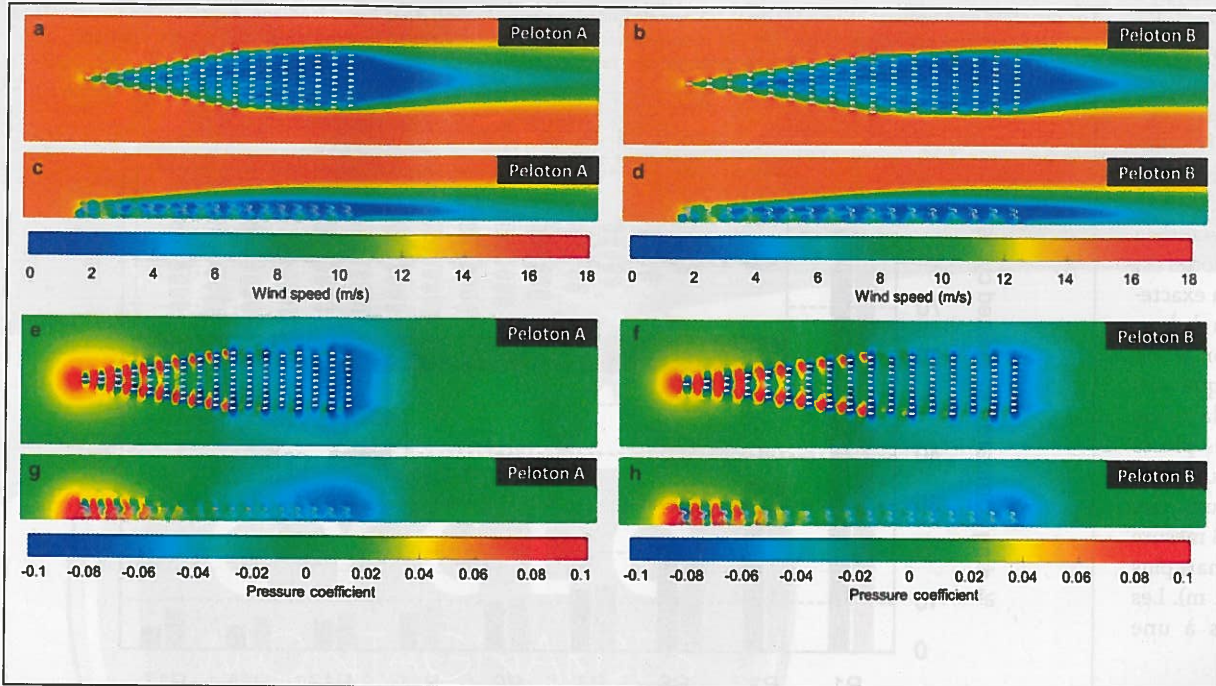 a Peloton A
b Peloton B
c Peloton A
d Peloton B
0 2 4 6 8 10 12 14 16 18
Wind speed (m/s)
0 2 4 6 8 10 12 14 16 18
Wind speed (m/s)
e Peloton A
f Peloton B
g Peloton A
h Peloton B
-0.1 -0.08 -0.06 -0.04 -0.02 0 0.02 0.04 0.06 0.08 0.1
Pressure coefficient
-0.1 -0.08 -0.06 -0.04 -0.02 0 0.02 0.04 0.06 0.08 0.1
Pressure coefficient
n exacte-
m). Les
s à une
0